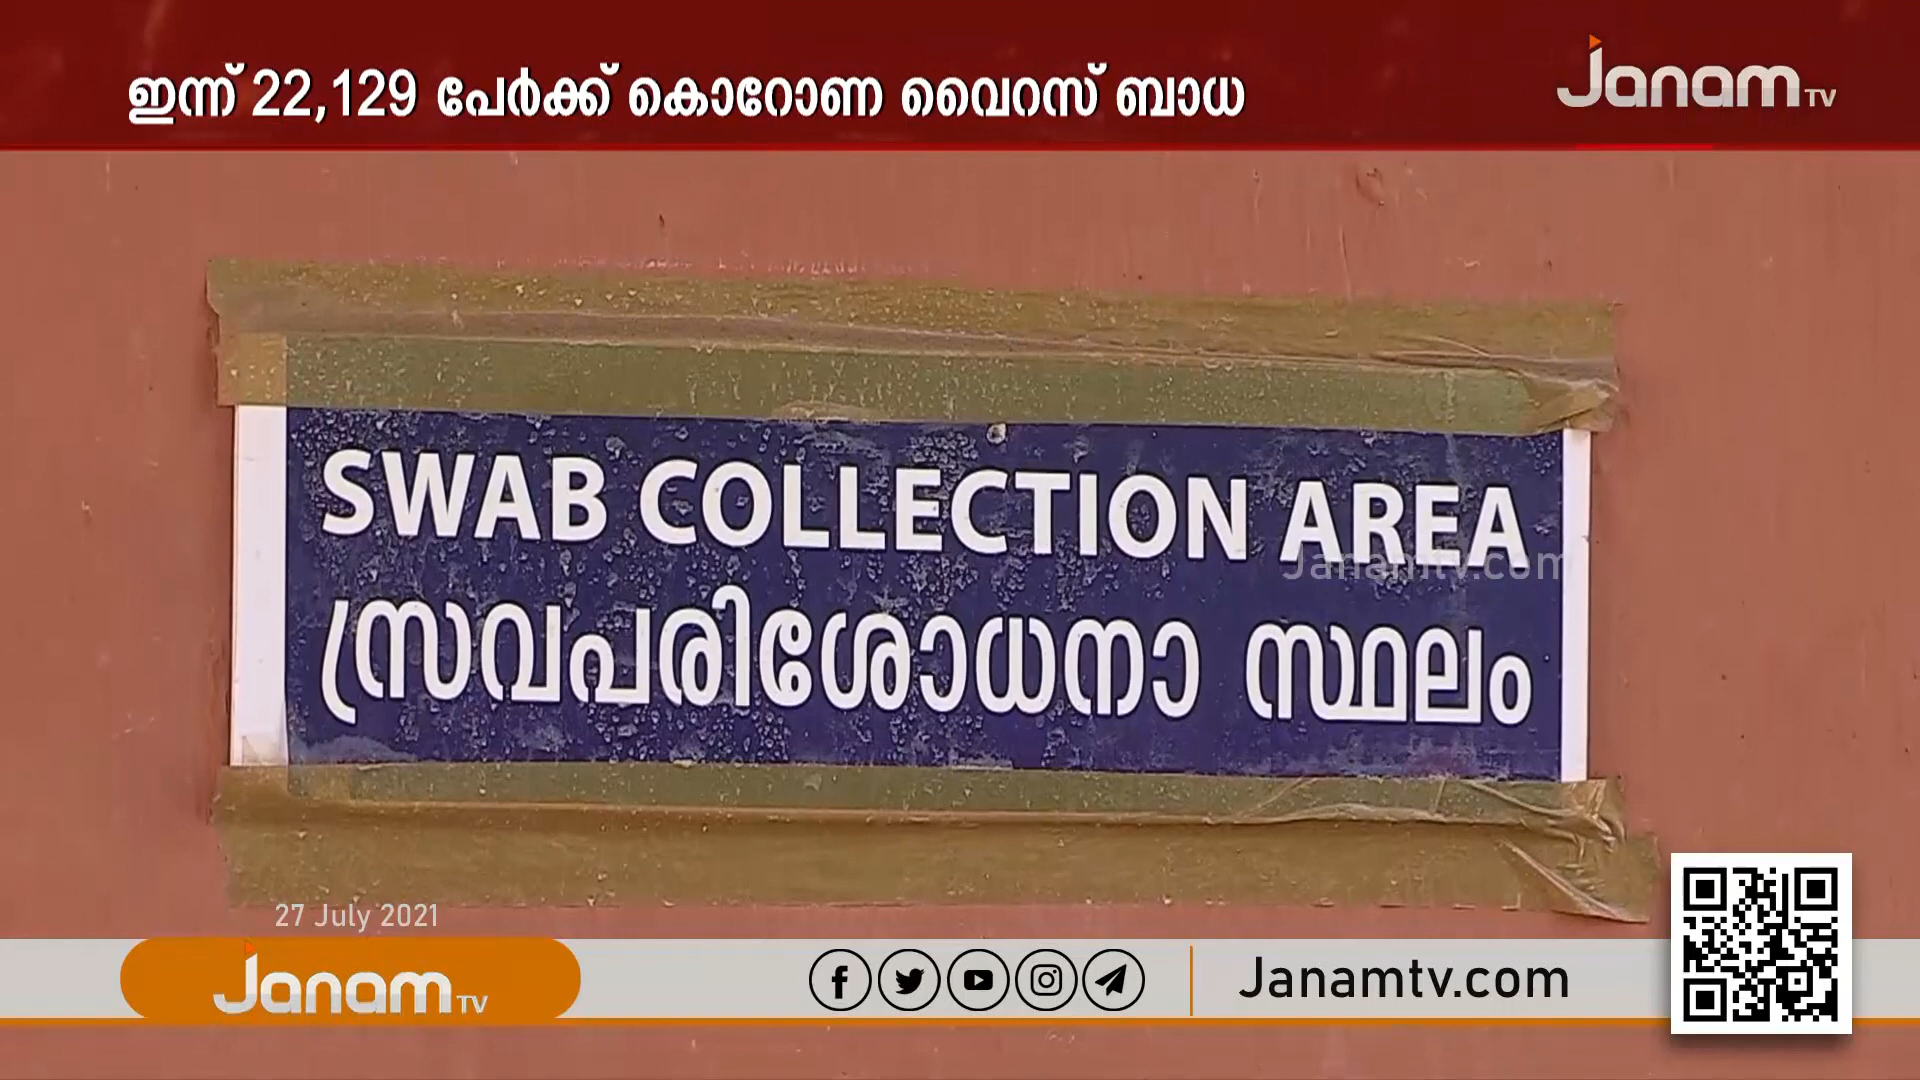 ഇന്ന് 22,129 പേർക്ക് കൊറോണ വൈറസ് ബാധ
Janam TV
SWAB COLLECTION AREA
Janamtv.com
സ്രവപരിശോധനാ സ്ഥലം
27 July 2021
Janam TV
Janamtv.com